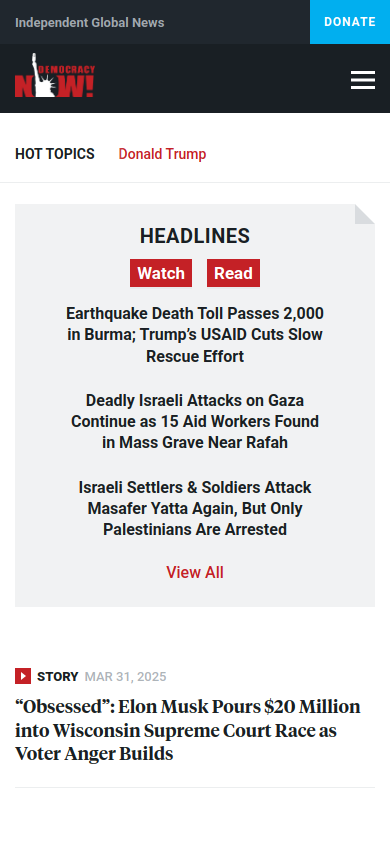 Independent Global News
DONATE
DEMOCRACY
NOW!
HOT TOPICS
Donald Trump
HEADLINES
Watch
Read
Earthquake Death Toll Passes 2,000
in Burma; Trump’s USAID Cuts Slow
Rescue Effort
Deadly Israeli Attacks on Gaza
Continue as 15 Aid Workers Found
in Mass Grave Near Rafah
Israeli Settlers & Soldiers Attack
Masafer Yatta Again, But Only
Palestinians Are Arrested
View All
STORY MAR 31, 2025
“Obsessed”: Elon Musk Pours $20 Million
into Wisconsin Supreme Court Race as
Voter Anger Builds